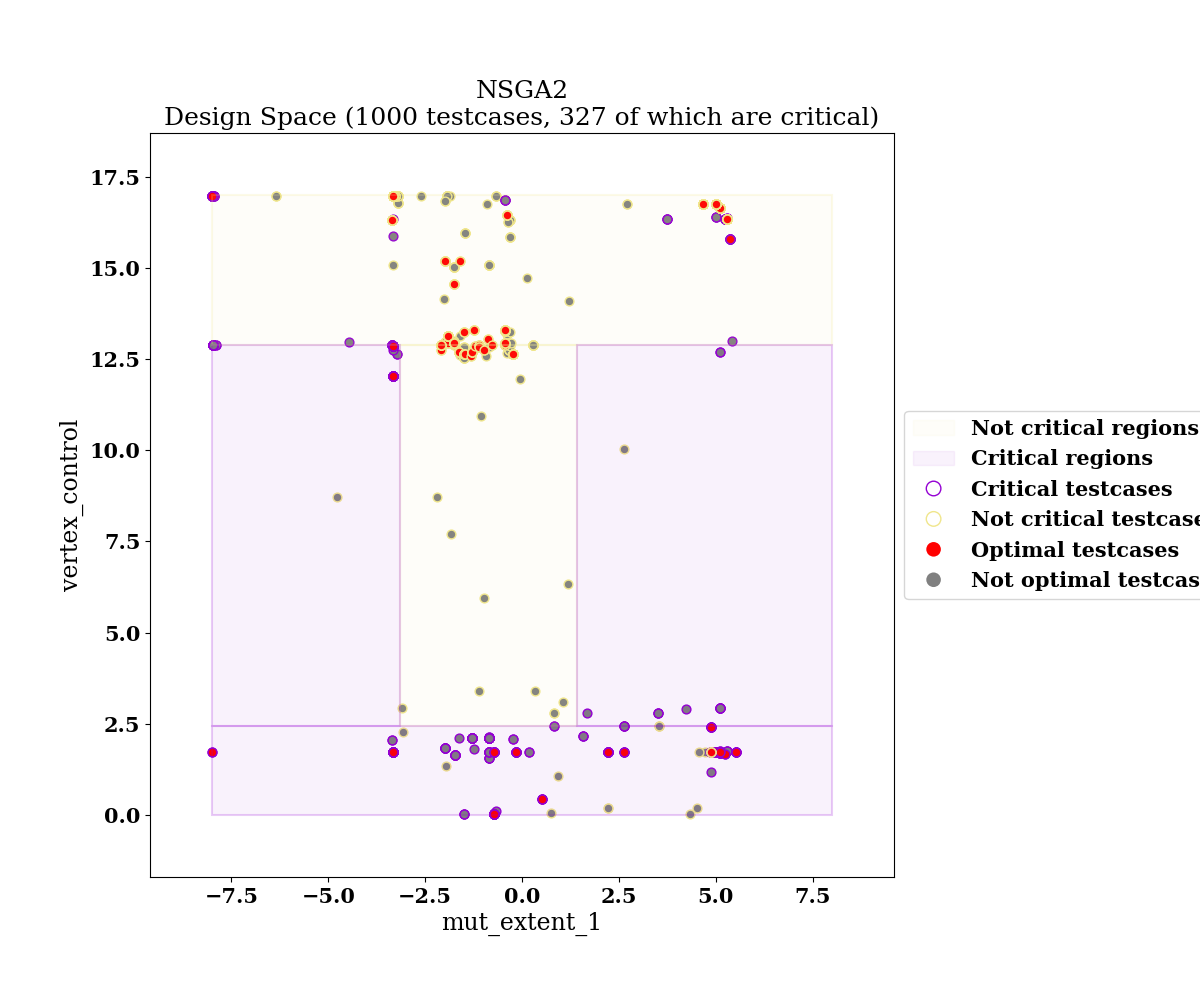 NSGA2
Design Space (1000 testcases, 327 of which are critical)
17.5
15.0
12.5
10.0
7.5
5.0
2.5
0.0
vertex_control
−7.5
−5.0
−2.5
0.0
2.5
5.0
7.5
mut_extent_1
Not critical regions
Critical regions
Critical testcases
Not critical testcase
Optimal testcases
Not optimal testcas